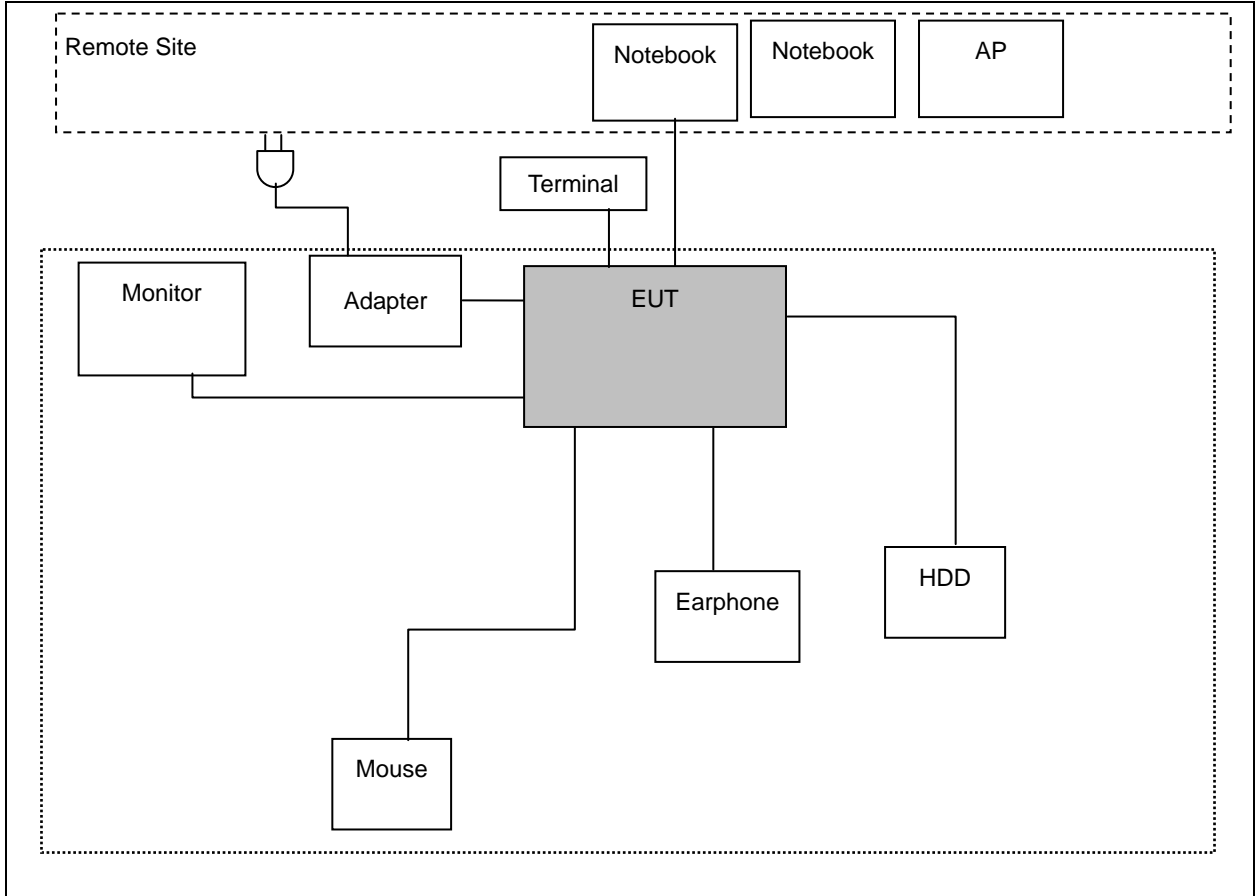 Remote Site
Notebook
Notebook
AP
Terminal
Monitor
Adapter
EUT
HDD
Earphone
Mouse